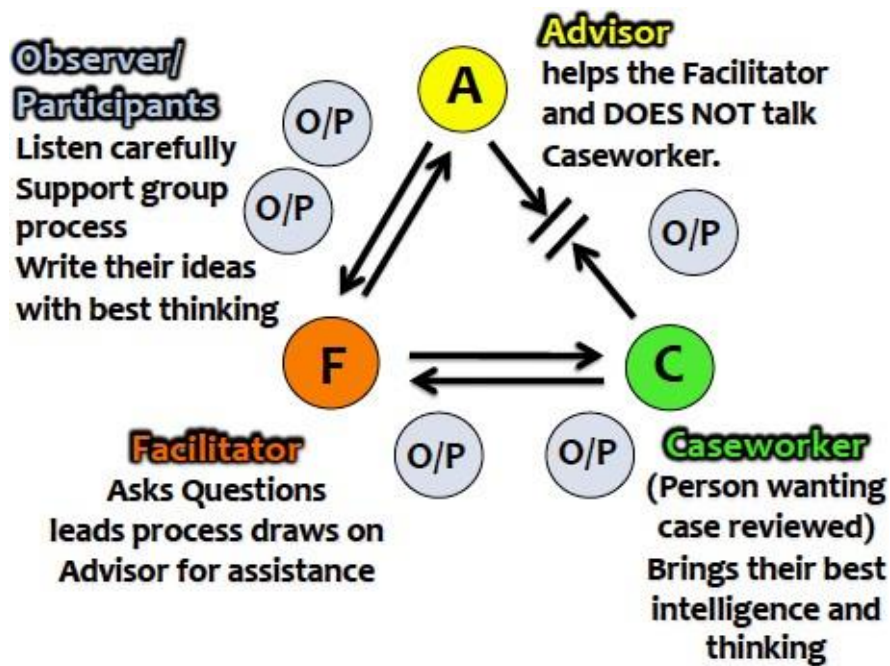 Observer/
Participants
Listen carefully
Support group
process
Write their ideas
with best thinking
O/P
O/P
A
Advisor
helps the Facilitator
and DOES NOT talk
Caseworker.
O/P
F
C
Facilitator
Asks Questions
leads process draws on
Advisor for assistance
O/P
O/P
Caseworker
(Person wanting
case reviewed)
Brings their best
intelligence and
thinking